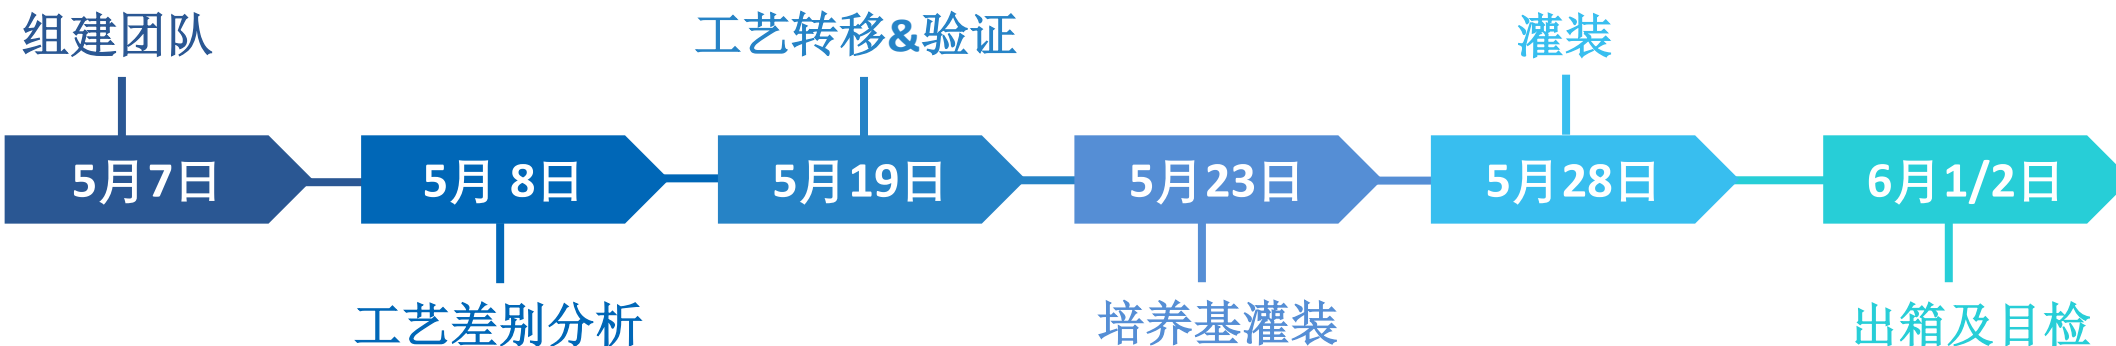 组建团队
工艺转移&验证
灌装
5月7日
5月 8日
5月19日
5月23日
5月28日
6月1/2日
工艺差别分析
培养基灌装
出箱及目检